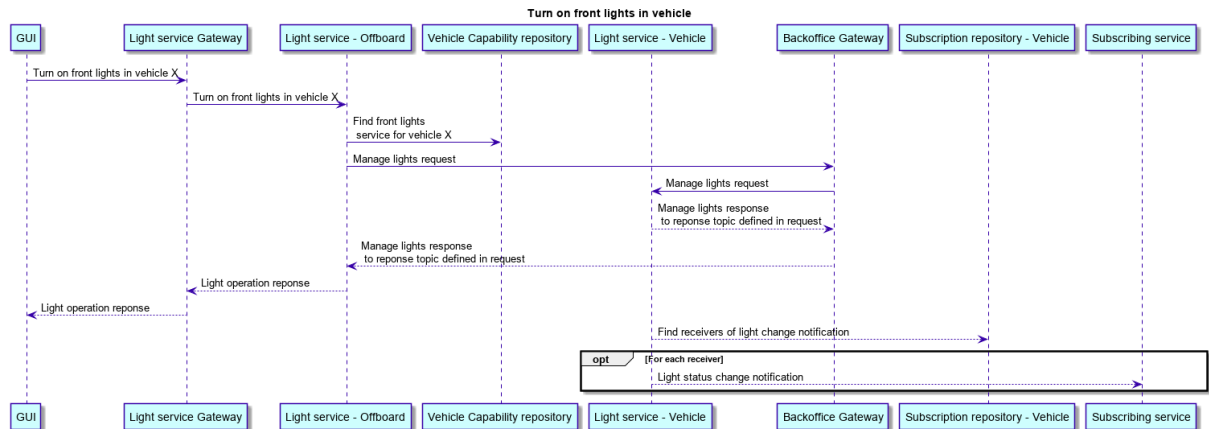 Turn on front lights in vehicle
GUI
Light service Gateway
Light service - Offboard
Vehicle Capability repository
Light service - Vehicle
Backoffice Gateway
Subscription repository - Vehicle
Subscribing service
Turn on front lights in vehicle X
Turn on front lights in vehicle X
Find front lights
service for vehicle X
Manage lights request
Manage lights request
Manage lights response
to reponse topic defined in request
Manage lights response
to reponse topic defined in request
Light operation reponse
Light operation reponse
Find receivers of light change notification
opt
[For each receiver]
Light status change notification
GUI
Light service Gateway
Light service - Offboard
Vehicle Capability repository
Light service - Vehicle
Backoffice Gateway
Subscription repository - Vehicle
Subscribing service